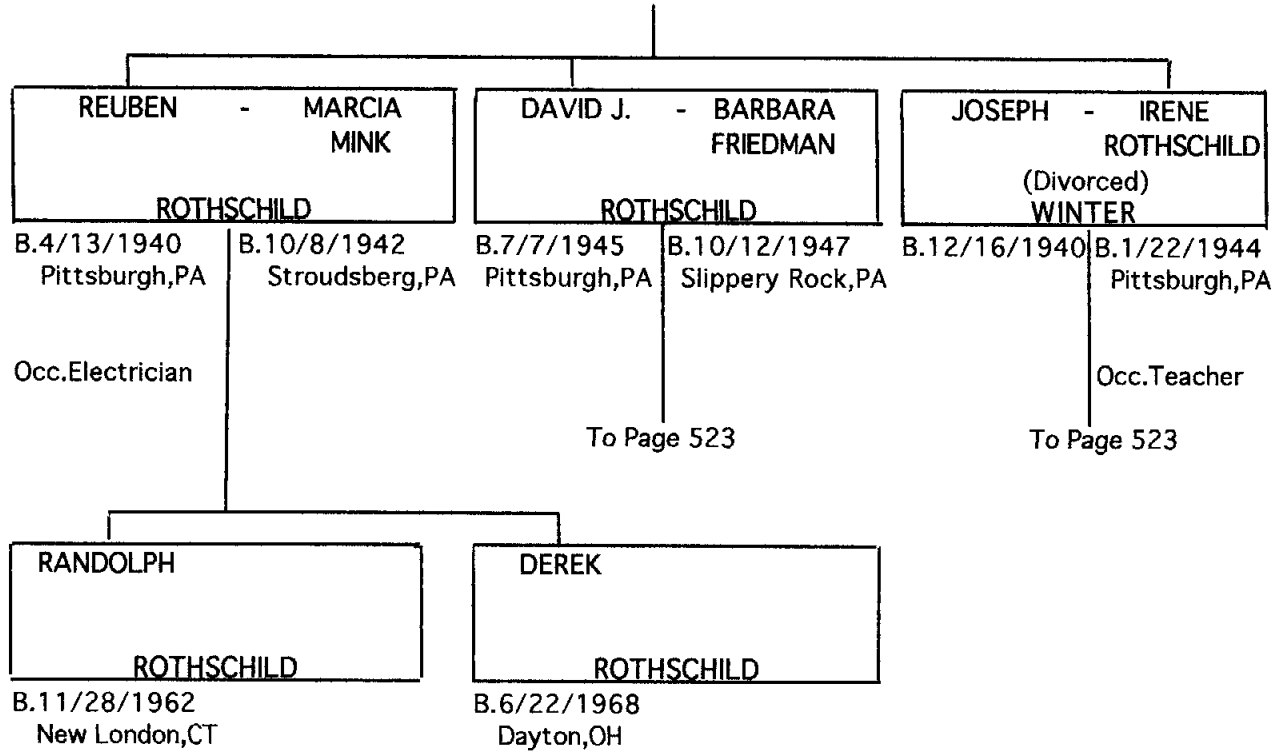 REUBEN - MARCIA
MINK
ROTHSCHILD
B.4/13/1940 B.10/8/1942
Pittsburgh,PA Stroudsberg,PA
Occ.Electrician
DAVID J. - BARBARA
FRIEDMAN
ROTHSCHILD
B.7/7/1945 B.10/12/1947
Pittsburgh,PA Slippery Rock,PA
To Page 523
JOSEPH - IRENE
ROTHSCHILD
(Divorced)
WINTER
B.12/16/1940 B.1/22/1944
Pittsburgh,PA
Occ.Teacher
To Page 523
RANDOLPH
ROTHSCHILD
B.11/28/1962
New London,CT
DEREK
ROTHSCHILD
B.6/22/1968
Dayton,OH